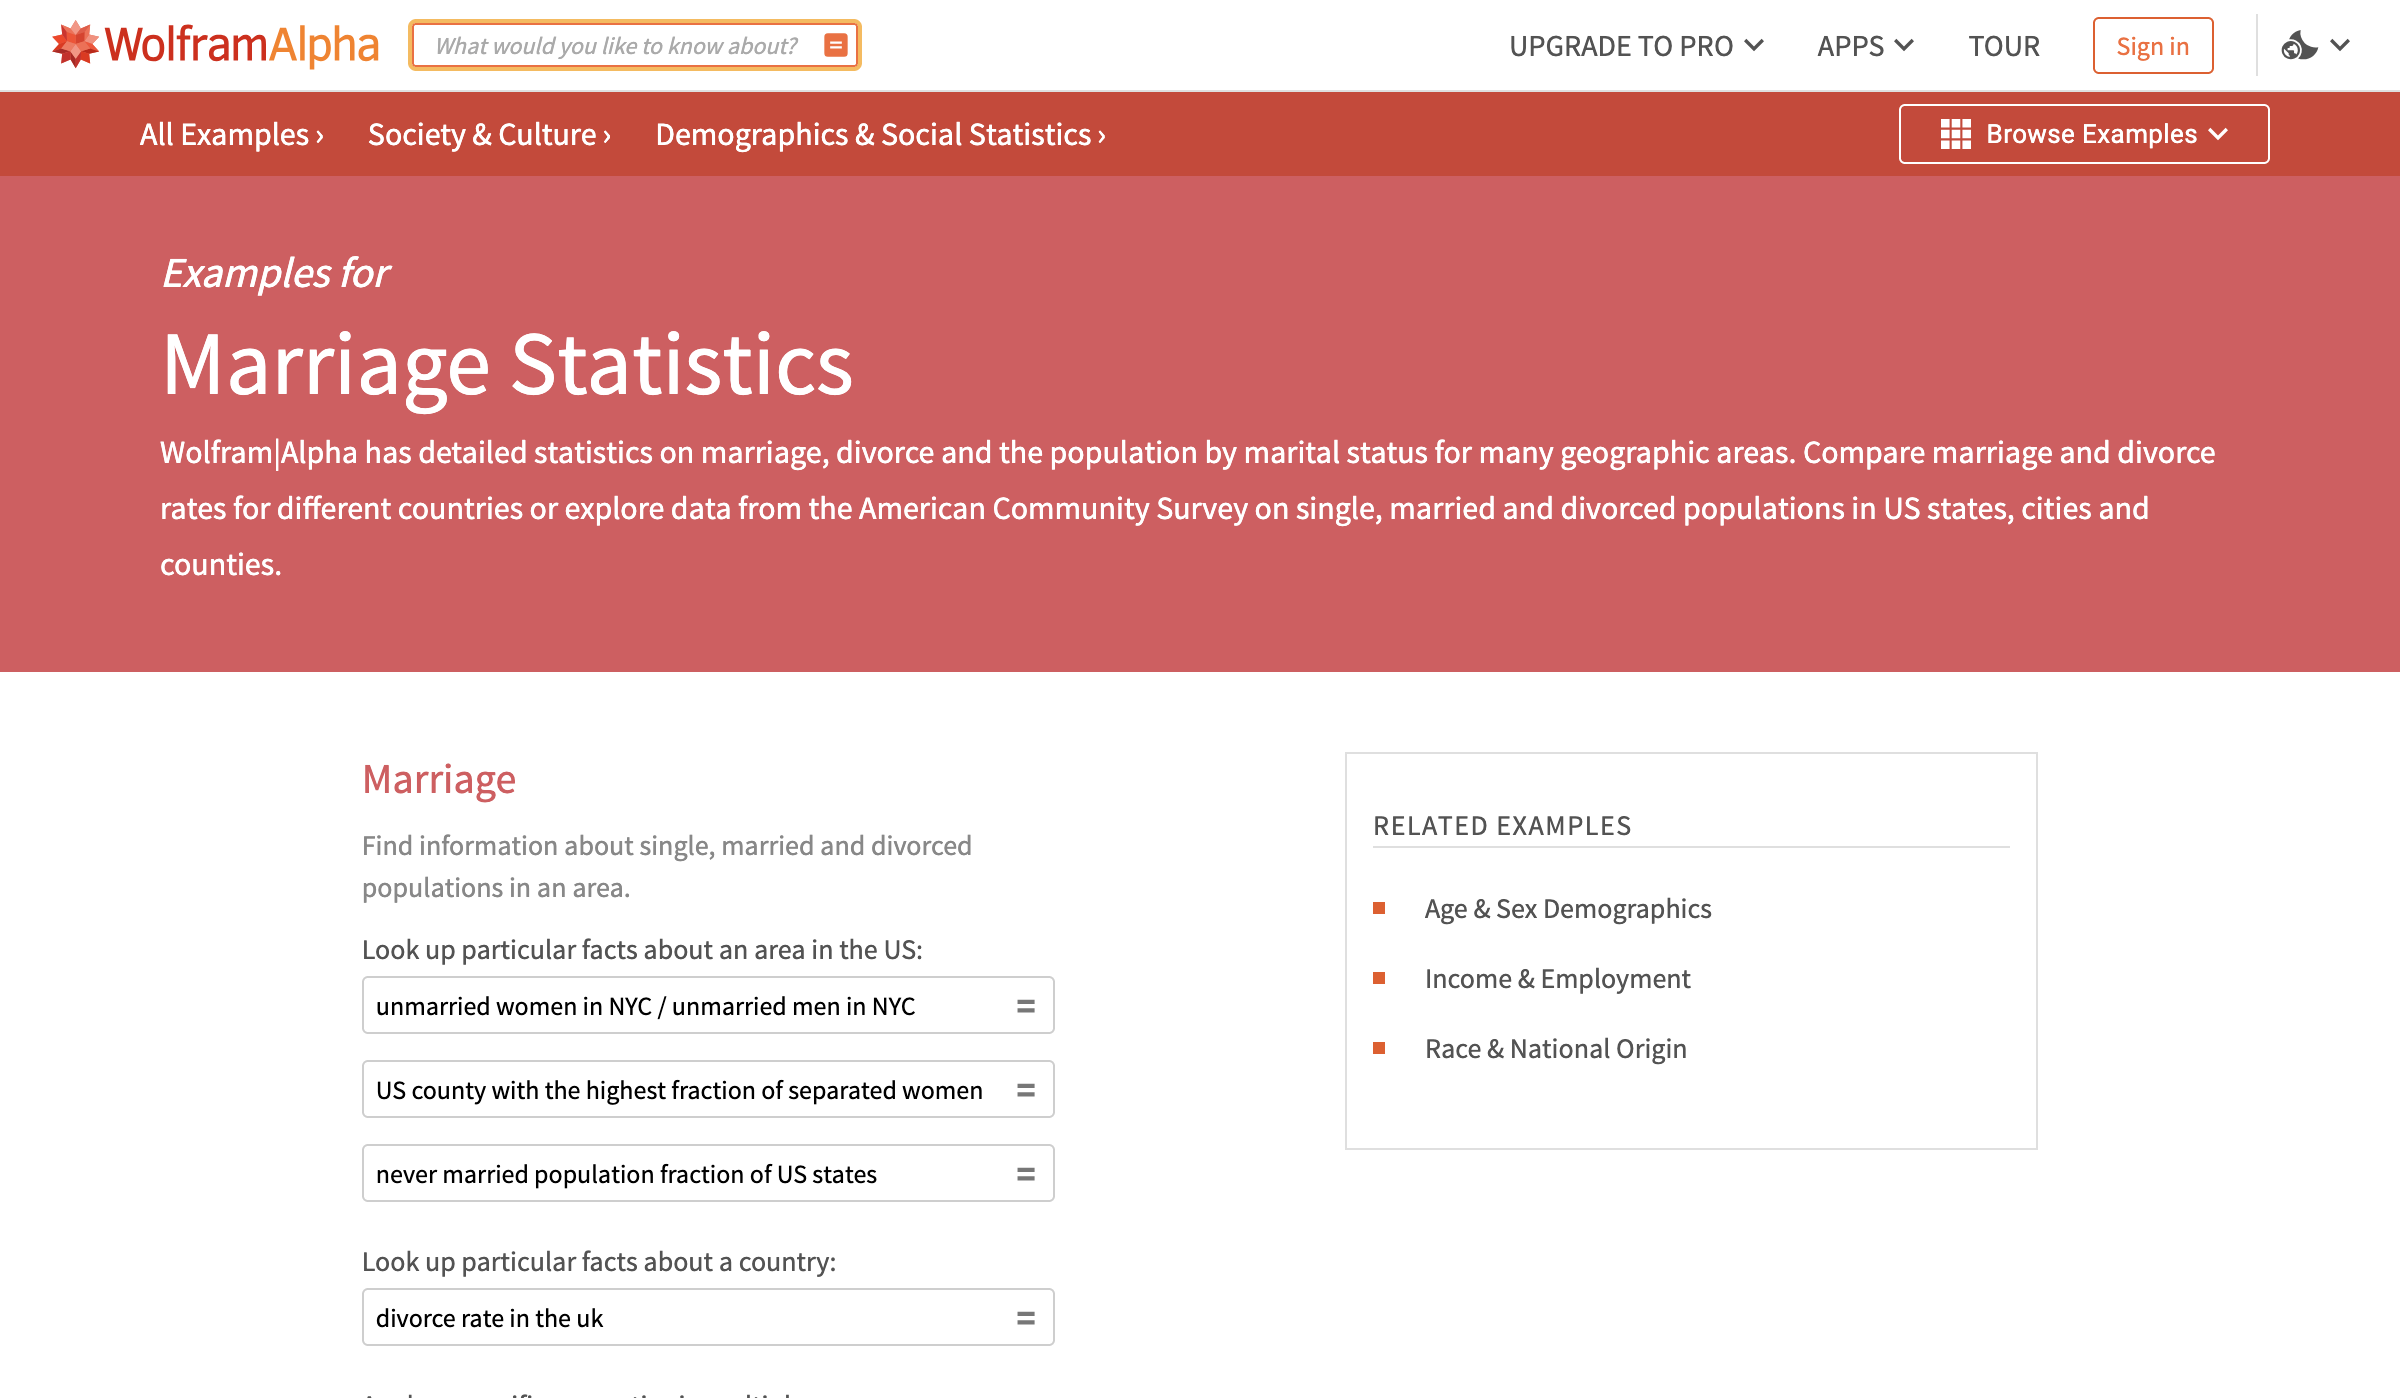 WolframAlpha What would you like to know about? UPGRADE TO PRO APPS TOUR Sign in
All Examples › Society & Culture › Demographics & Social Statistics › Browse Examples
Examples for
Marriage Statistics
Wolfram|Alpha has detailed statistics on marriage, divorce and the population by marital status for many geographic areas. Compare marriage and divorce
rates for different countries or explore data from the American Community Survey on single, married and divorced populations in US states, cities and
counties.
Marriage
Find information about single, married and divorced
populations in an area.
Look up particular facts about an area in the US:
unmarried women in NYC / unmarried men in NYC =
US county with the highest fraction of separated women =
never married population fraction of US states =
Look up particular facts about a country:
divorce rate in the uk =
RELATED EXAMPLES
Age & Sex Demographics
Income & Employment
Race & National Origin